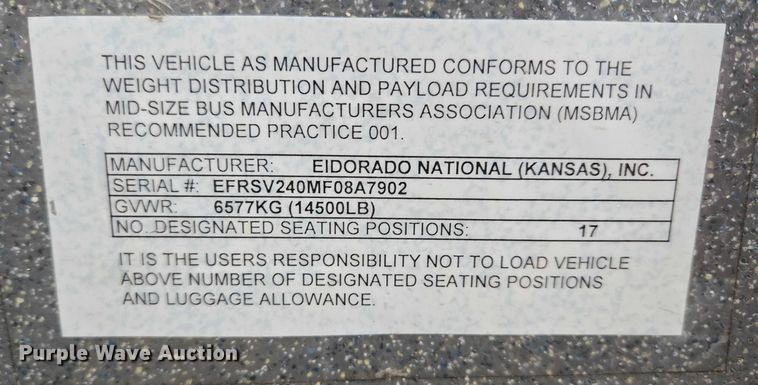 THIS VEHICLE AS MANUFACTURED CONFORMS TO THE
WEIGHT DISTRIBUTION AND PAYLOAD REQUIREMENTS IN
MID-SIZE BUS MANUFACTURERS ASSOCIATION (MSBMA)
RECOMMENDED PRACTICE 001.
MANUFACTURER: EIDORADO NATIONAL (KANSAS), INC.
SERIAL #: EFRSV240MF08A7902
GVWR: 6577KG (14500LB)
NO. DESIGNATED SEATING POSITIONS: 17
IT IS THE USERS RESPONSIBILITY NOT TO LOAD VEHICLE
ABOVE NUMBER OF DESIGNATED SEATING POSITIONS
AND LUGGAGE ALLOWANCE.
Purple Wave Auction